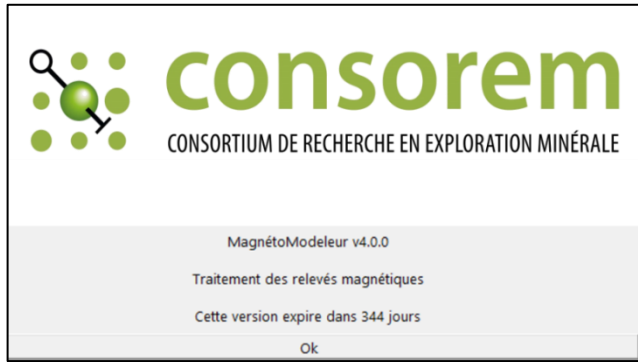 consorem
CONSORTIUM DE RECHERCHE EN EXPLORATION MINÉRALE
MagnétoModeleur v4.0.0
Traitement des relevés magnétiques
Cette version expire dans 344 jours
Ok